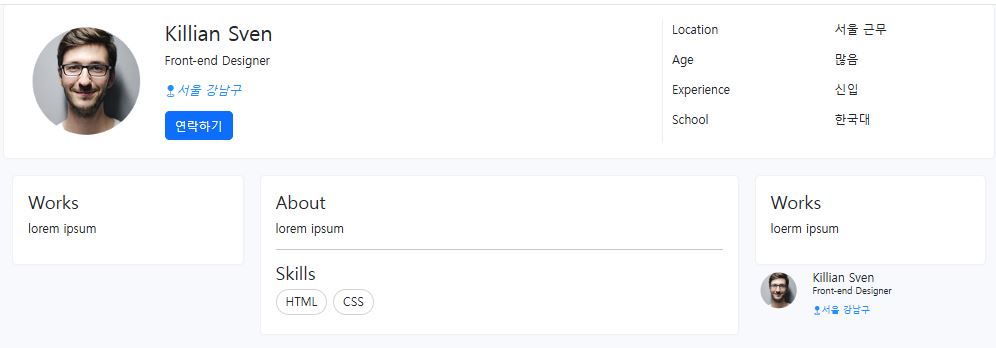 Killian Sven
Front-end Designer
서울 강남구
연락하기
Location 서울 근무
Age 많음
Experience 신입
School 한국대
Works
lorem ipsum
About
lorem ipsum
Skills
HTML CSS
Works
loerm ipsum
Killian Sven
Front-end Designer
서울 강남구